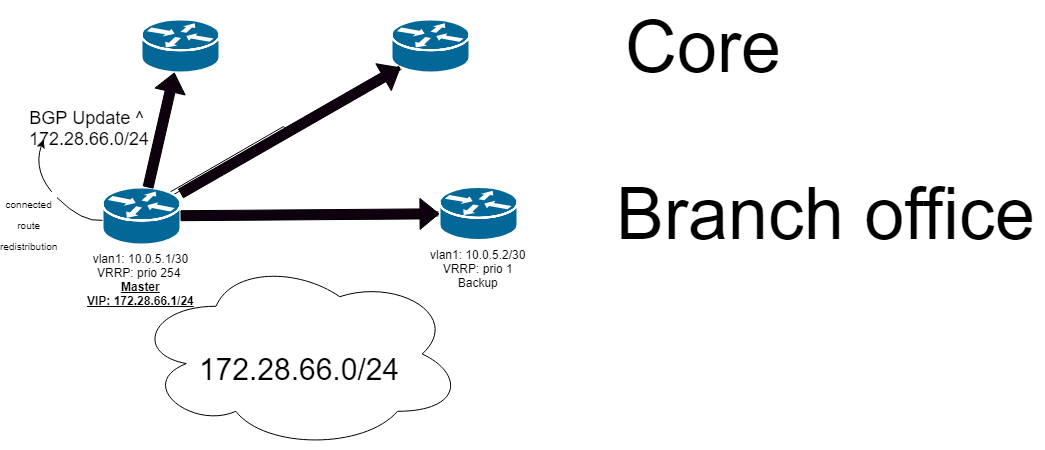 Core
BGP Update ^
172.28.66.0/24
Branch office
connected
route
redistribution
vlan1: 10.0.5.1/30
VRRP: prio 254
Master
VIP: 172.28.66.1/24
vlan1: 10.0.5.2/30
VRRP: prio 1
Backup
172.28.66.0/24